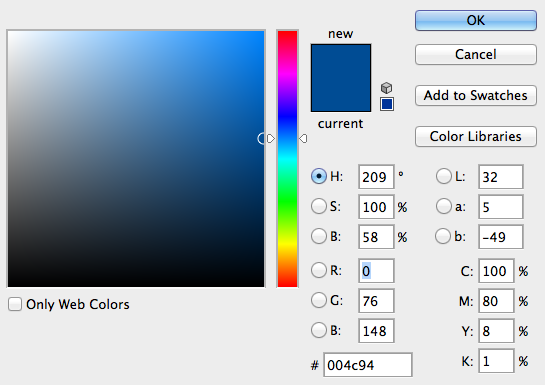 new
current
OK
Cancel
Add to Swatches
Color Libraries
H: 209 °
S: 100 %
B: 58 %
R: 0
G: 76
B: 148
# 004c94
L: 32
a: 5
b: -49
C: 100 %
M: 80 %
Y: 8 %
K: 1 %
Only Web Colors